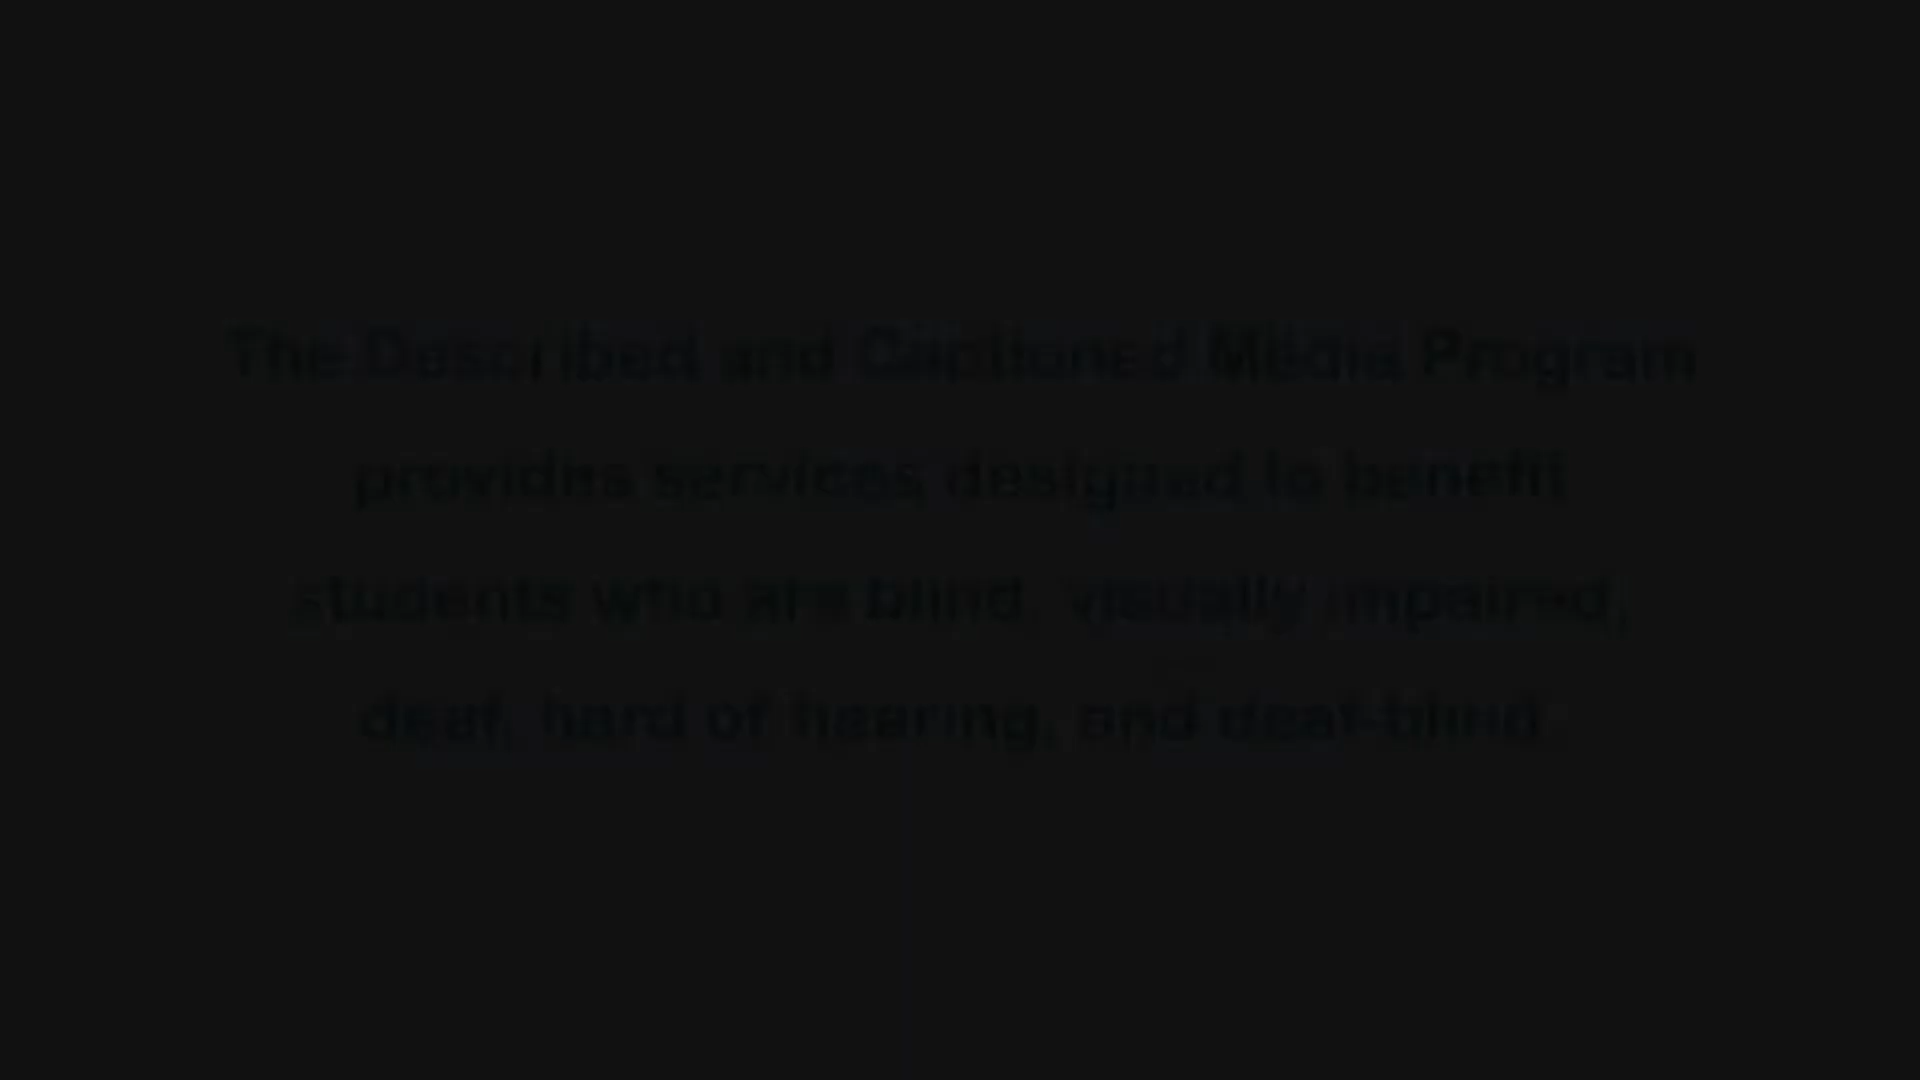 The Described and Captioned Media Program
provides services designed to benefit
students who are blind, visually impaired,
deaf, hard of hearing, and deaf-blind.